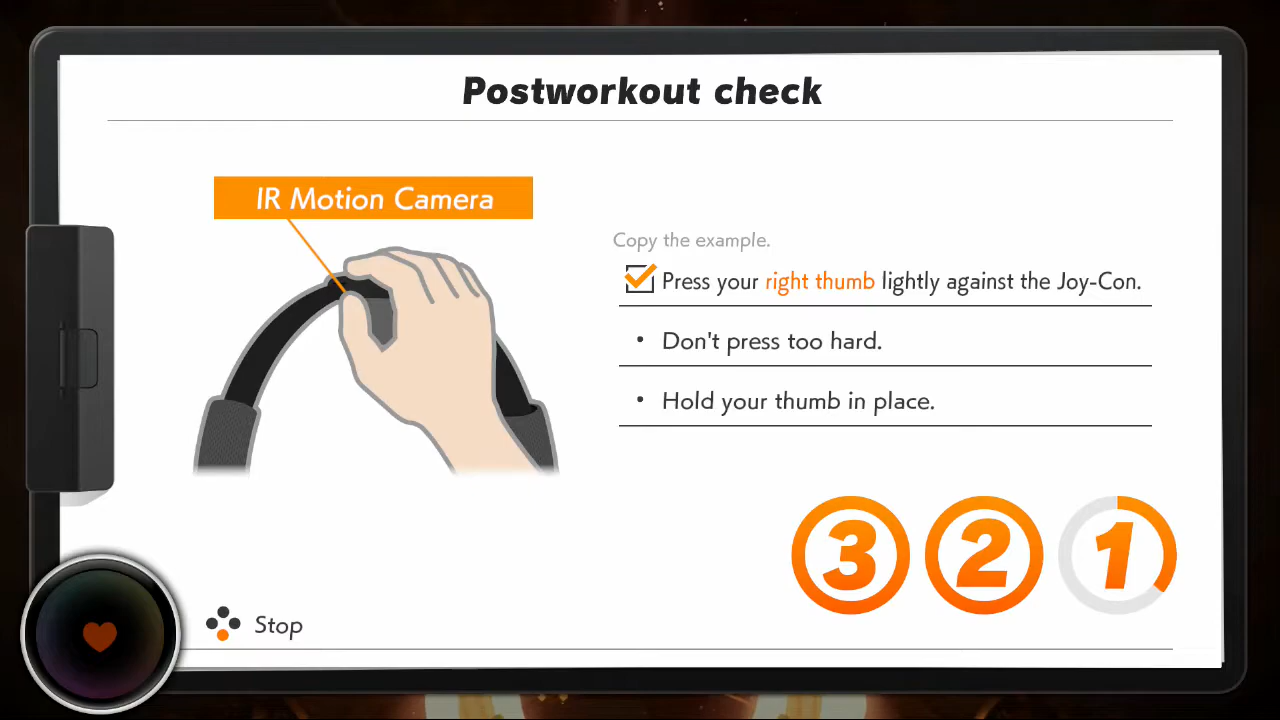 Postworkout check
IR Motion Camera
Copy the example.
Press your right thumb lightly against the Joy-Con.
• Don't press too hard.
• Hold your thumb in place.
3 2 1
Stop